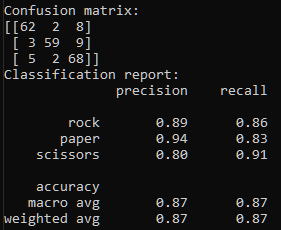 Confusion matrix:
[[62 2 8]
[ 3 59 9]
[ 5 2 68]]
Classification report:
precision recall
rock 0.89 0.86
paper 0.94 0.83
scissors 0.80 0.91
accuracy
macro avg 0.87 0.87
weighted avg 0.87 0.87